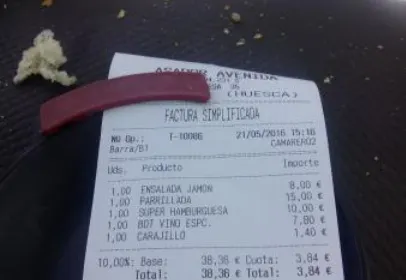 ASADOR AVENIDA
36
(HUESCA)
FACTURA SIMPLIFICADA
NO Op.: T-10986 21/05/2016 15:16
Barra/B1 CAMARERO2
Uds. Producto Importe
1,00 ENSALADA JAMON 8,00 €
1,00 PARRILLADA 15,00 €
1,00 SUPER HAMBURGUESA 10,00 €
1,00 BOT VINO ESPC. 7,80 €
1,00 CARAJILLO 1,40 €
10,00% Base: 38,36 € Cuota: 3,84 €
Total: 38,36 € Total: 3,84 €